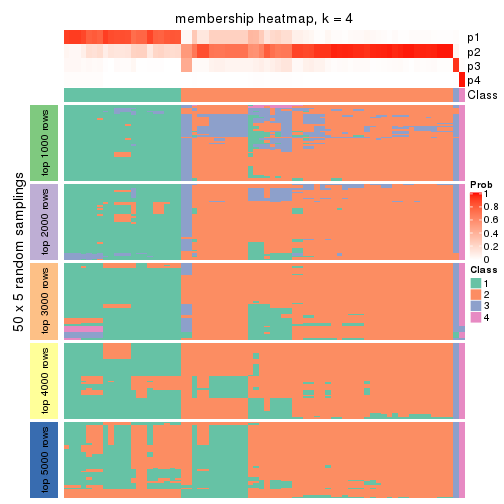 membership heatmap, k = 4
p1
p2
p3
p4
Class
50 x 5 random samplings
top 1000 rows
top 2000 rows
top 3000 rows
top 4000 rows
top 5000 rows
Prob
1
0.8
0.6
0.4
0.2
0
Class
1
2
3
4